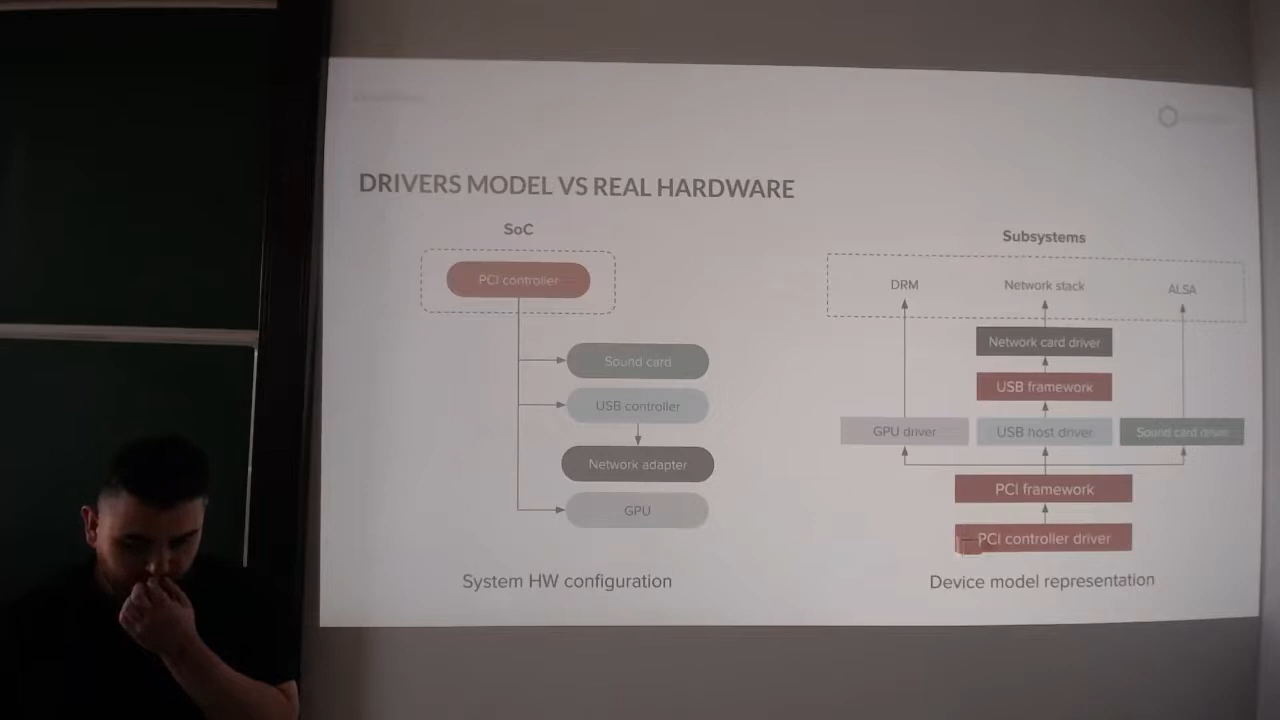 DRIVERS MODEL VS REAL HARDWARE
SoC
PCI controller
Sound card
USB controller
Network adapter
GPU
System HW configuration
Subsystems
DRM
Network stack
ALSA
Network card driver
USB framework
GPU driver
USB host driver
Sound card driver
PCI framework
PCI controller driver
Device model representation